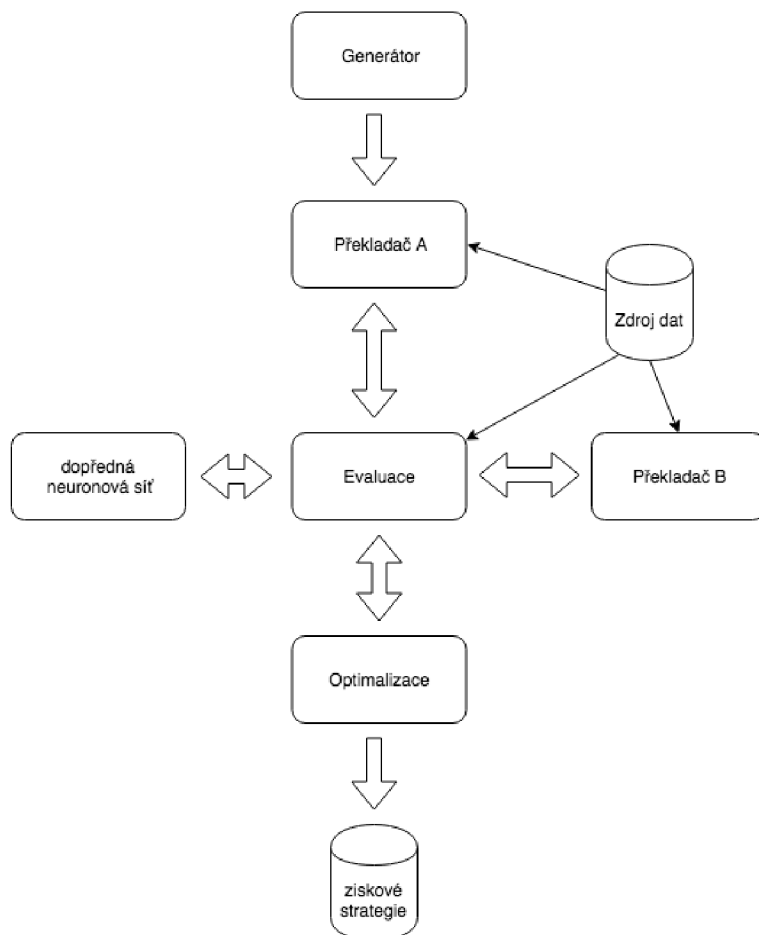 Generátor
Překladač A
Zdroj dat
dopředná
neuronová síť
Evaluace
Překladač B
Optimalizace
ziskové
strategie